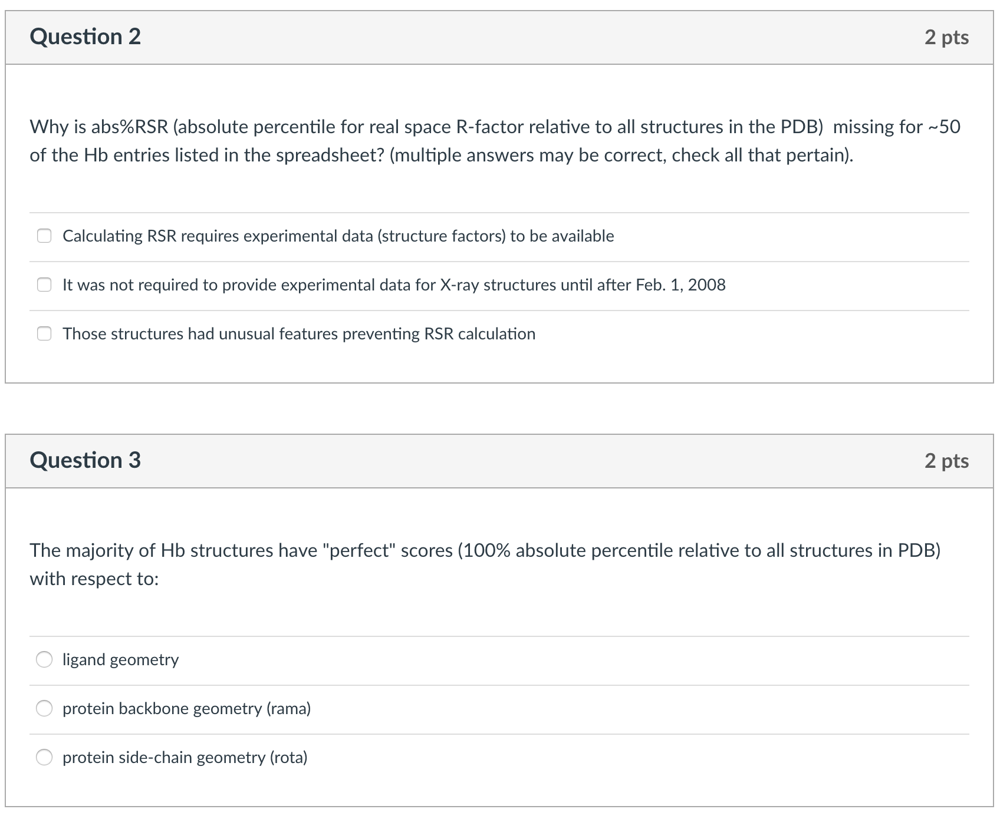 Question 2
2 pts
Why is abs%RSR (absolute percentile for real space R-factor relative to all structures in the PDB)  missing for ~50
of the Hb entries listed in the spreadsheet? (multiple answers may be correct, check all that pertain).
Calculating RSR requires experimental data (structure factors) to be available
It was not required to provide experimental data for X-ray structures until after Feb. 1, 2008
Those structures had unusual features preventing RSR calculation
Question 3
2 pts
The majority of Hb structures have "perfect" scores (100% absolute percentile relative to all structures in PDB)
with respect to:
ligand geometry
protein backbone geometry (rama)
protein side-chain geometry (rota)